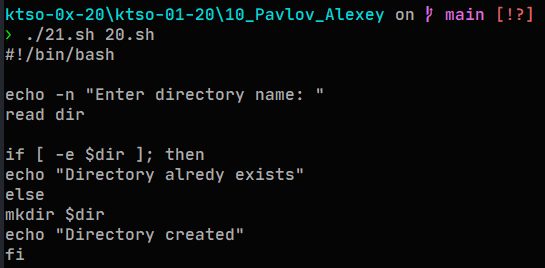 ktso-0x-20\ktso-01-20\10_Pavlov_Alexey on main [!?]
❯ ./21.sh 20.sh
#!/bin/bash
echo -n "Enter directory name: "
read dir
if [ -e $dir ]; then
echo "Directory alredy exists"
else
mkdir $dir
echo "Directory created"
fi